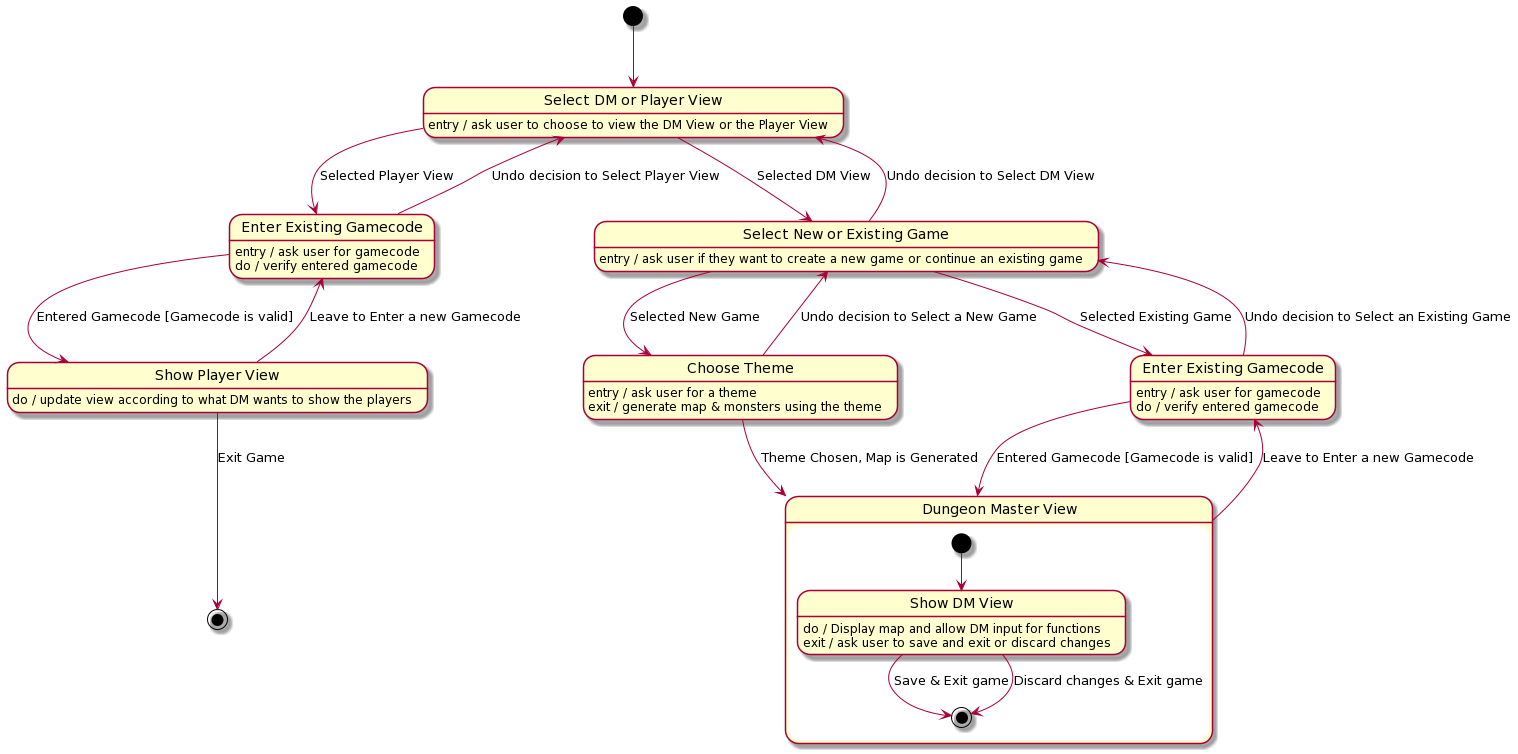 Select DM or Player View
entry / ask user to choose to view the DM View or the Player View
Selected Player View
Undo decision to Select Player View
Selected DM View
Undo decision to Select DM View
Enter Existing Gamecode
entry / ask user for gamecode
do / verify entered gamecode
Select New or Existing Game
entry / ask user if they want to create a new game or continue an existing game
Entered Gamecode [Gamecode is valid]
Leave to Enter a new Gamecode
Selected New Game
Undo decision to Select a New Game
Selected Existing Game
Undo decision to Select an Existing Game
Show Player View
do / update view according to what DM wants to show the players
Choose Theme
entry / ask user for a theme
exit / generate map & monsters using the theme
Enter Existing Gamecode
entry / ask user for gamecode
do / verify entered gamecode
Exit Game
Theme Chosen, Map is Generated
Entered Gamecode [Gamecode is valid]
Leave to Enter a new Gamecode
Dungeon Master View
Show DM View
do / Display map and allow DM input for functions
exit / ask user to save and exit or discard changes
Save & Exit game
Discard changes & Exit game